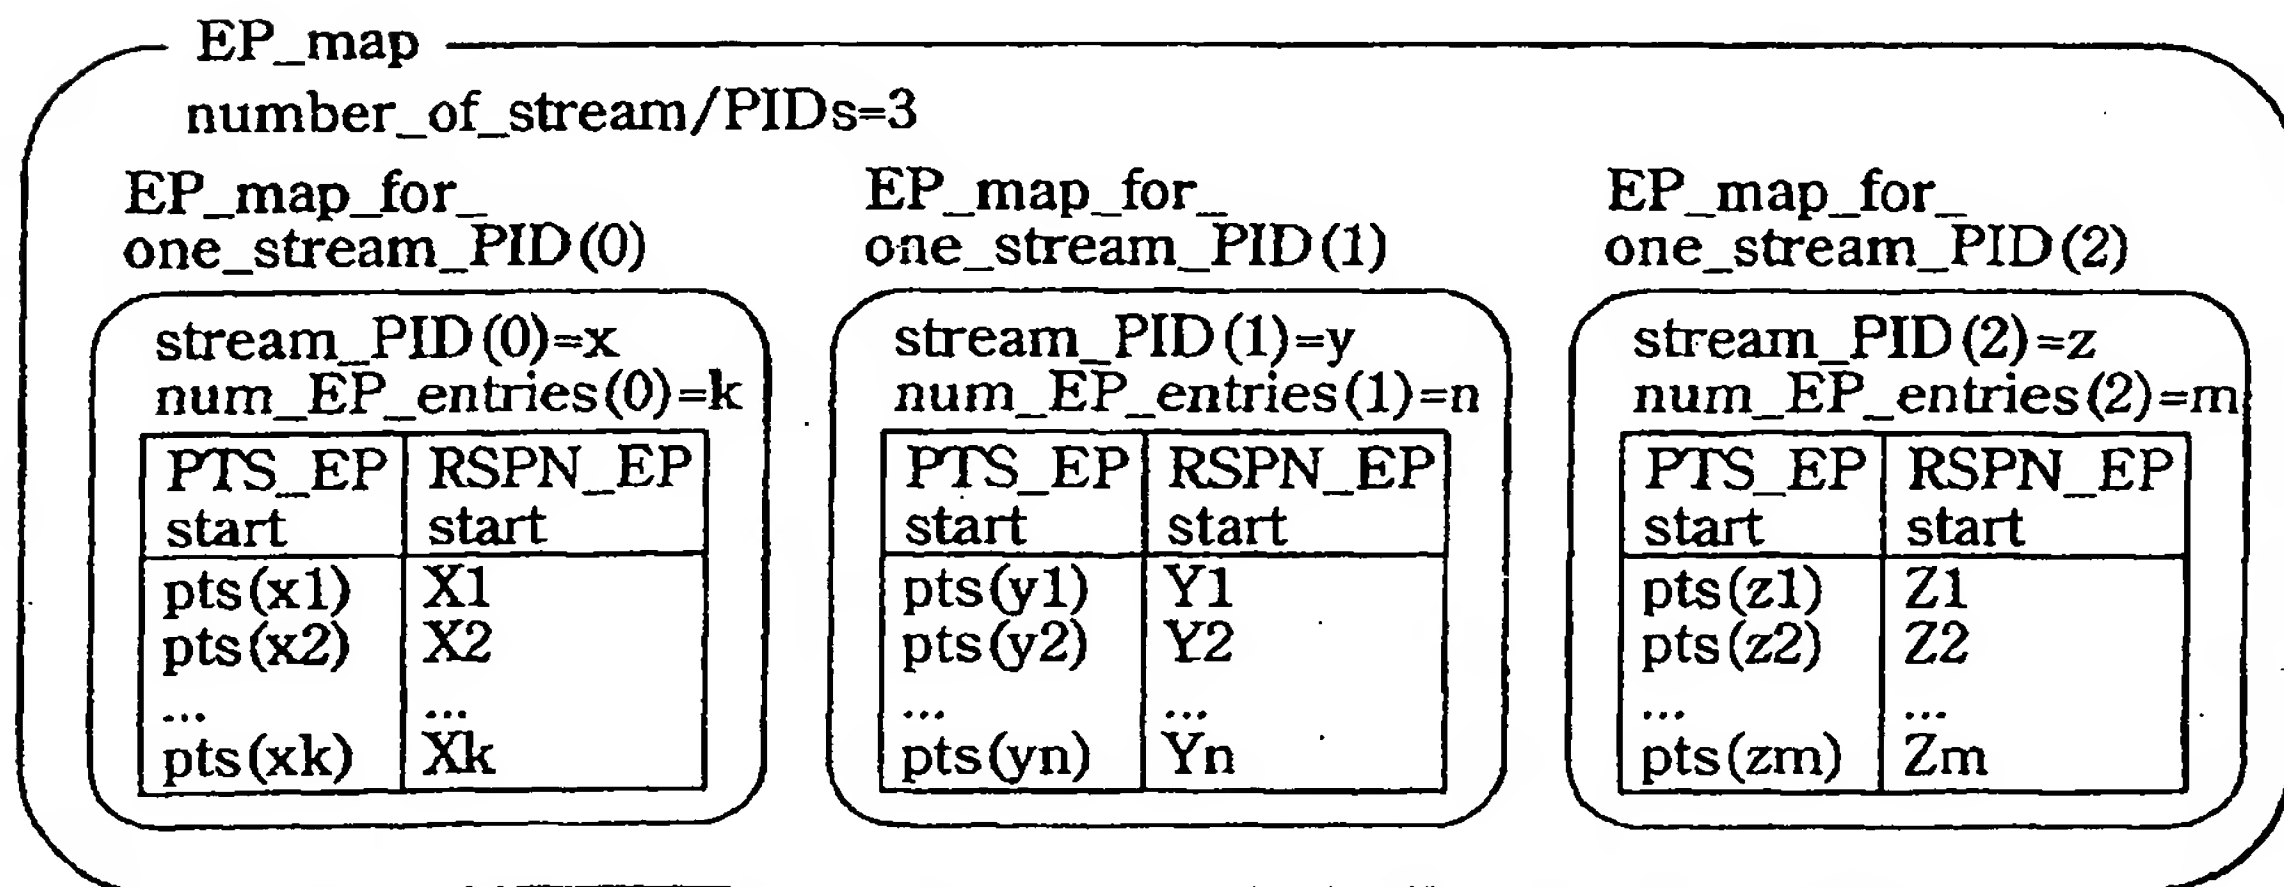 EP_map
number_of_stream/PIDs=3
EP_map_for_
one_stream_PID(0)
stream_PID(0)=x
num_EP_entries(0)=k
PTS_EP RSPN_EP
start start
pts(x1) X1
pts(x2) X2
... ...
pts(xk) Xk
EP_map_for_
one_stream_PID(1)
stream_PID(1)=y
num_EP_entries(1)=n
PTS_EP RSPN_EP
start start
pts(y1) Y1
pts(y2) Y2
... ...
pts(yn) Yn
EP_map_for_
one_stream_PID(2)
stream_PID(2)=z
num_EP_entries(2)=m
PTS_EP RSPN_EP
start start
pts(z1) Z1
pts(z2) Z2
... ...
pts(zm) Zm